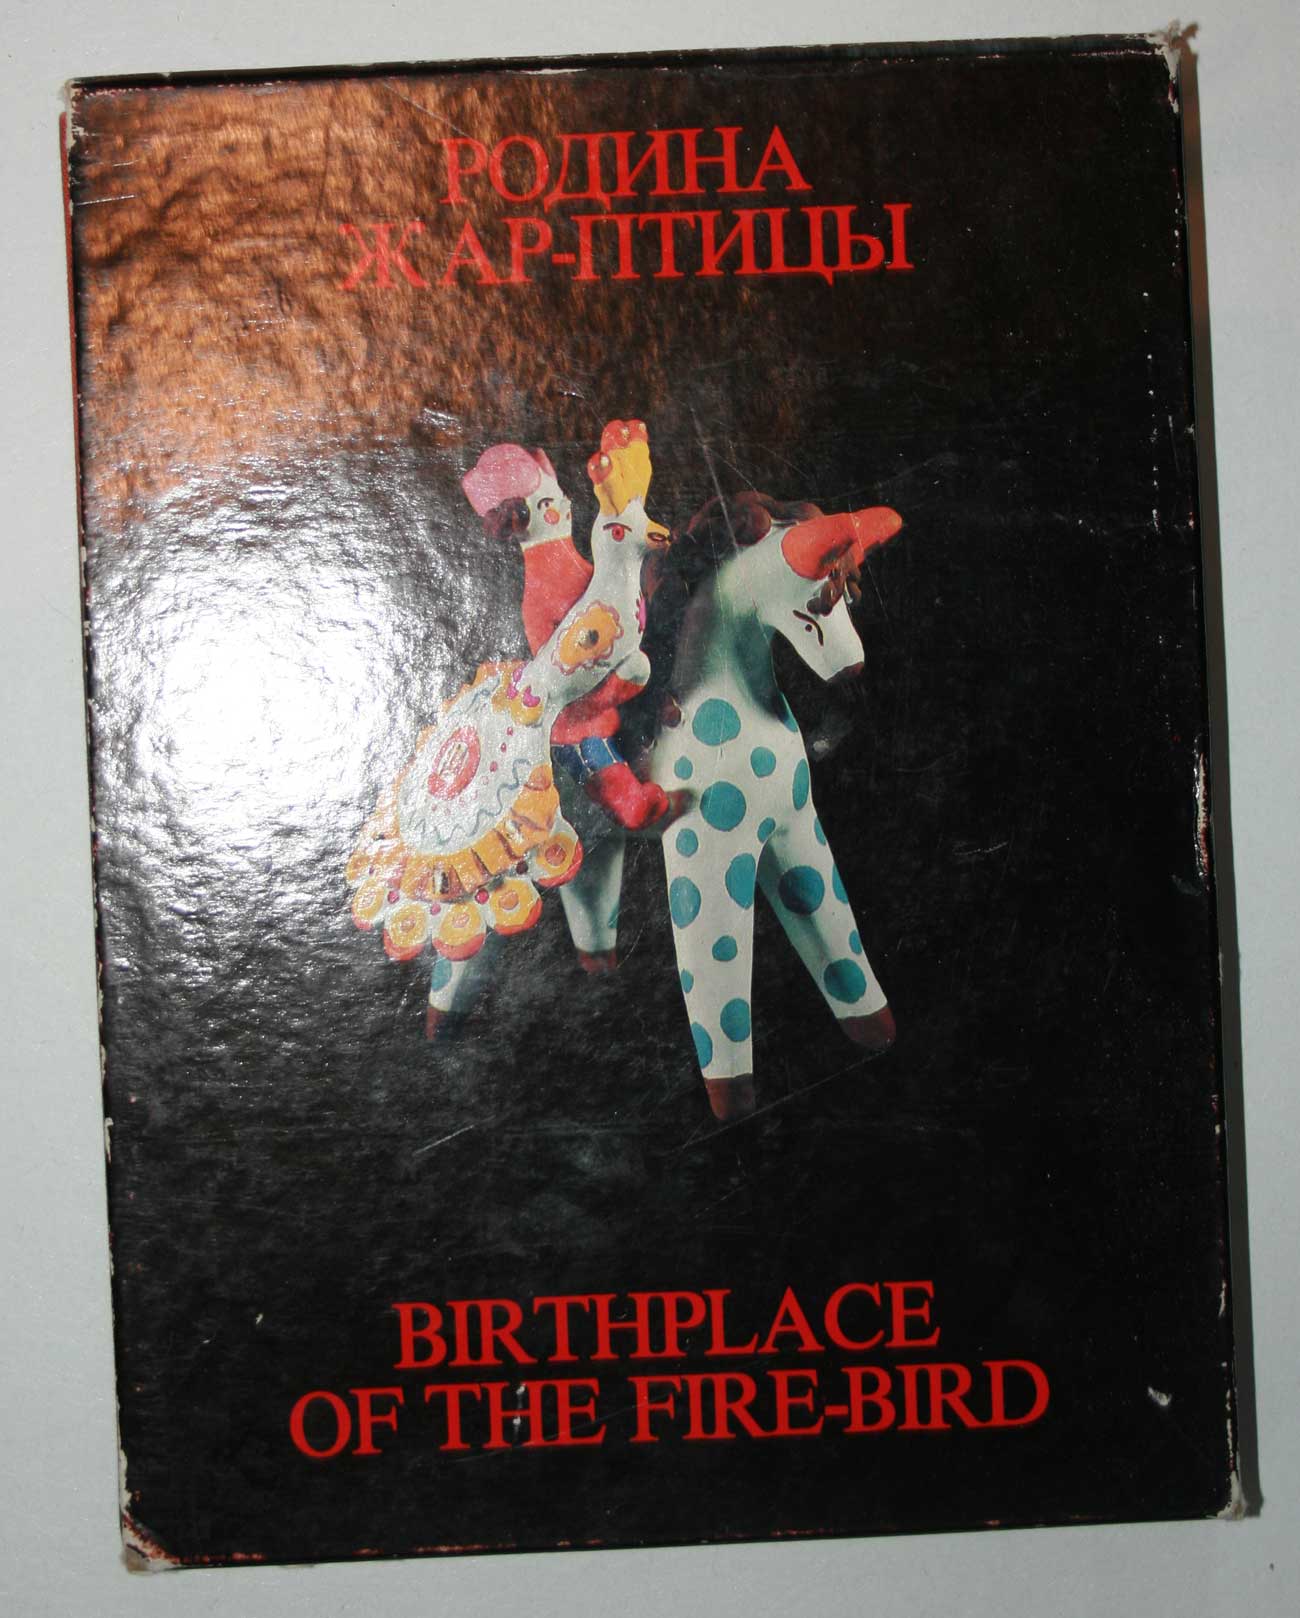 РОДИНА
ЖАР-ПТИЦЫ
BIRTHPLACE
OF THE FIRE-BIRD